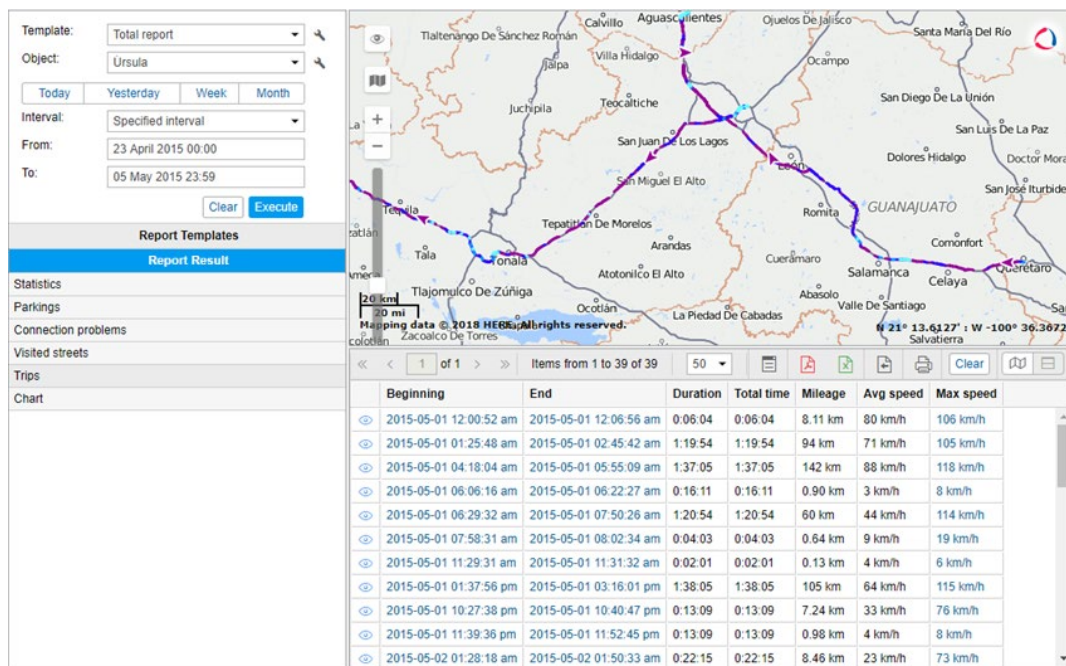 Template: Total report
Object: Úrsula
Today Yesterday Week Month
Interval: Specified interval
From: 23 April 2015 00:00
To: 05 May 2015 23:59
Clear Execute
Report Templates
Report Result
Statistics
Parkings
Connection problems
Visited streets
Trips
Chart
Aguascalientes
Calvillo
Ojuelos de Jalisco
Santa María Del Río
Tlaltenango De Sánchez Román
Villa Hidalgo
Ocampo
Jalpa
San Diego De La Unión
Juchipila
Teocaltiche
San Luis De La Paz
San Juan De Los Lagos
Dolores Hidalgo
Doctor Mora
León
San José Iturbide
San Miguel El Alto
Tequila
Romita
GUANAJUATO
Tepatitlán De Morelos
Comonfort
Arandas
Tala
Tonalá
Cuerámaro
Querétaro
Ameca
Atotonilco El Alto
Salamanca
Celaya
Tlajomulco De Zúñiga
Abasolo
20 km
Ocotlán
Valle De Santiago
20 mi
La Piedad De Cabadas
Mapping data © 2018 HERE. All rights reserved.
N 21° 13.6127' : W -100° 36.3672
Zacoalco De Torres
Salvatierra
1 of 1 Items from 1 to 39 of 39 50 Clear
Beginning End Duration Total time Mileage Avg speed Max speed
2015-05-01 12:00:52 am 2015-05-01 12:06:56 am 0:06:04 0:06:04 8.11 km 80 km/h 106 km/h
2015-05-01 01:25:48 am 2015-05-01 02:45:42 am 1:19:54 1:19:54 94 km 71 km/h 105 km/h
2015-05-01 04:18:04 am 2015-05-01 05:55:09 am 1:37:05 1:37:05 142 km 88 km/h 118 km/h
2015-05-01 06:06:16 am 2015-05-01 06:22:27 am 0:16:11 0:16:11 0.90 km 3 km/h 8 km/h
2015-05-01 06:29:32 am 2015-05-01 07:50:26 am 1:20:54 1:20:54 60 km 44 km/h 114 km/h
2015-05-01 07:58:31 am 2015-05-01 08:02:34 am 0:04:03 0:04:03 0.64 km 9 km/h 19 km/h
2015-05-01 11:29:31 am 2015-05-01 11:31:32 am 0:02:01 0:02:01 0.13 km 4 km/h 6 km/h
2015-05-01 01:37:56 pm 2015-05-01 03:16:01 pm 1:38:05 1:38:05 105 km 64 km/h 115 km/h
2015-05-01 10:27:38 pm 2015-05-01 10:40:47 pm 0:13:09 0:13:09 7.24 km 33 km/h 76 km/h
2015-05-01 11:39:36 pm 2015-05-01 11:52:45 pm 0:13:09 0:13:09 0.98 km 4 km/h 8 km/h
2015-05-02 01:28:18 am 2015-05-02 01:50:33 am 0:22:15 0:22:15 8.46 km 23 km/h 73 km/h